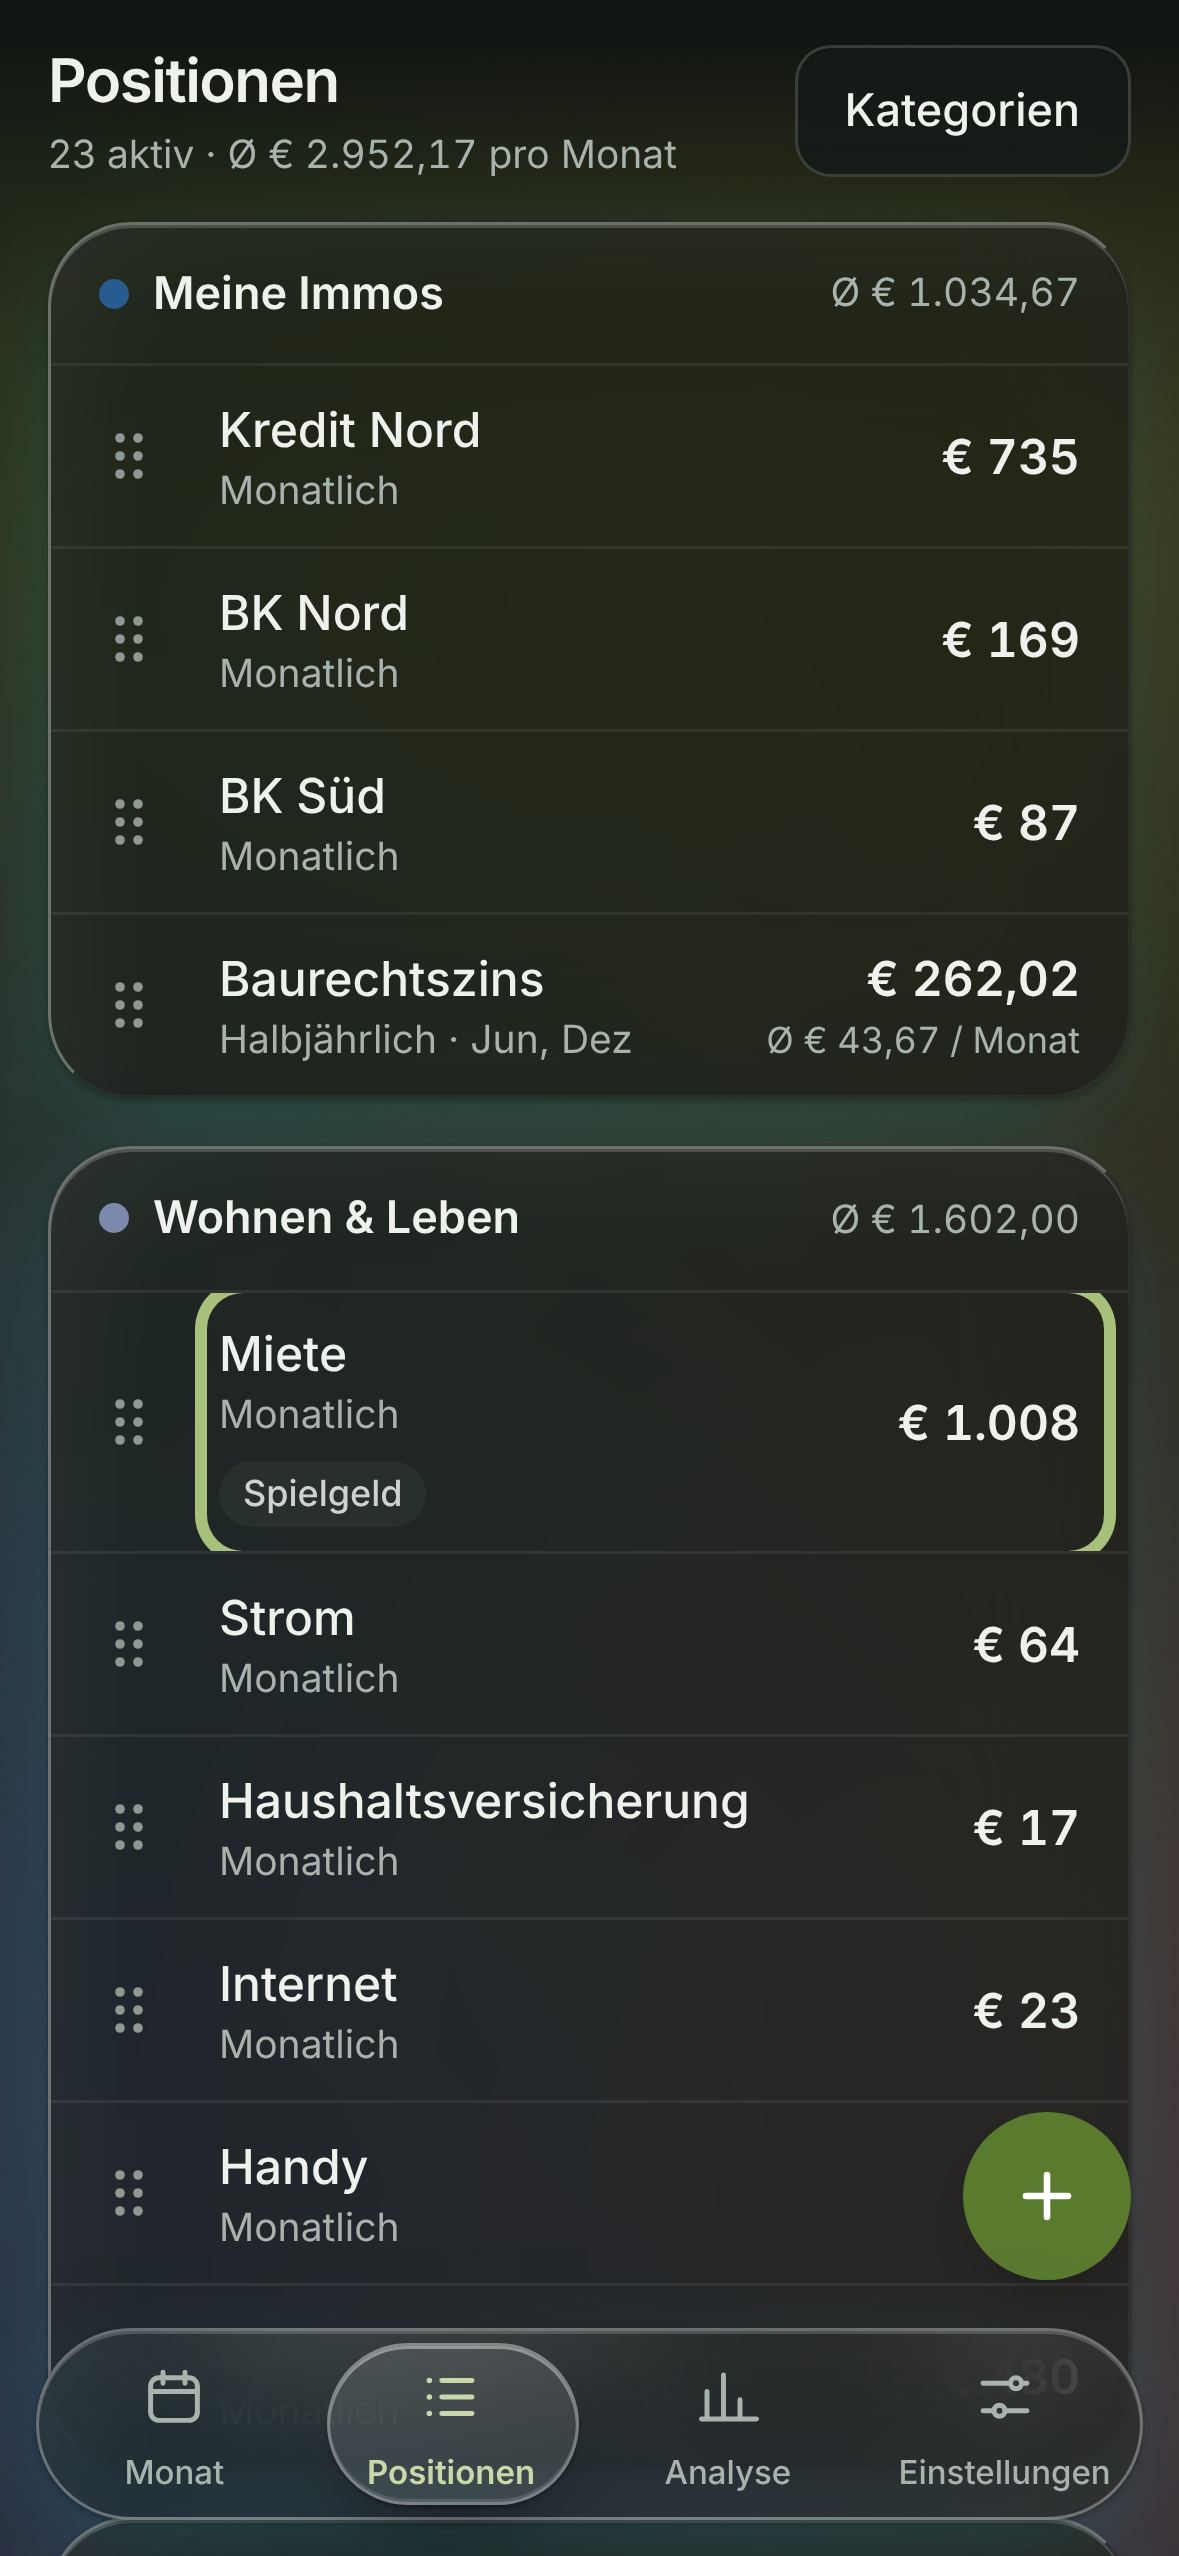 Positionen
Kategorien
23 aktiv · Ø € 2.952,17 pro Monat
Meine Immos
Ø € 1.034,67
Kredit Nord
Monatlich
€ 735
BK Nord
Monatlich
€ 169
BK Süd
Monatlich
€ 87
Baurechtszins
€ 262,02
Halbjährlich · Jun, Dez
Ø € 43,67 / Monat
Wohnen & Leben
Ø € 1.602,00
Miete
Monatlich
Spielgeld
€ 1.008
Strom
Monatlich
€ 64
Haushaltsversicherung
Monatlich
€ 17
Internet
Monatlich
€ 23
Handy
Monatlich
Monatlich
Monat
Positionen
Analyse
Einstellungen